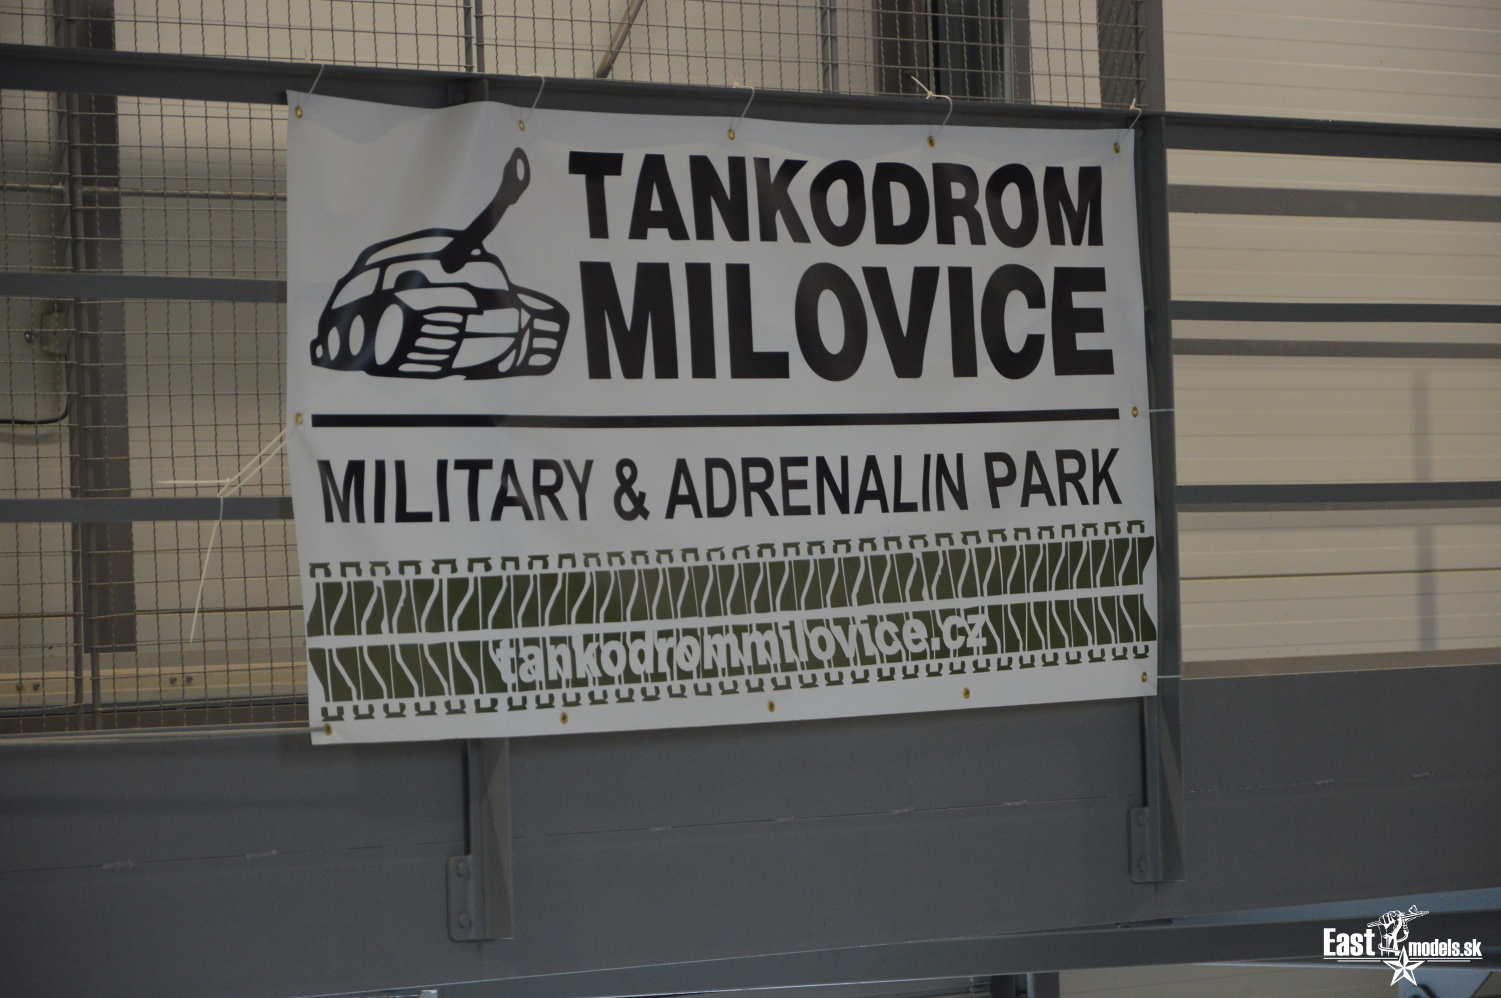 TANKODROM
MILOVICE
MILITARY & ADRENALIN PARK
tankodrommilovice.cz
East models.sk